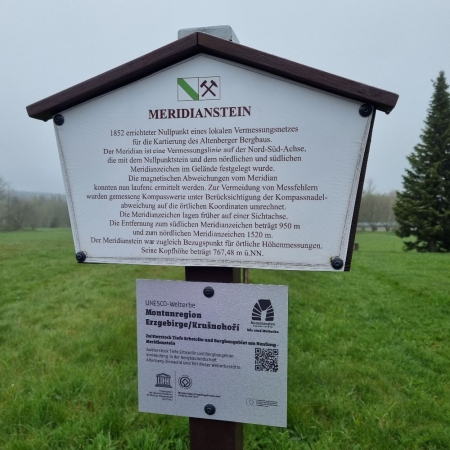 MERIDIANSTEIN
1852 errichteter Nullpunkt eines lokalen Vermessungsnetzes
für die Kartierung des Altenberger Bergbaus.
Der Meridian ist eine Vermessungslinie auf der Nord-Süd-Achse,
die mit dem Nullpunktstein und dem nördlichen und südlichen
Meridianzeichen im Gelände festgelegt wurde.
Die magnetischen Abweichungen vom Meridian
konnten nun laufend ermittelt werden. Zur Vermeidung von Messfehlern
wurden gemessene Kompasswerte unter Berücksichtigung der Kompassnadel-
abweichung auf die örtlichen Koordinaten umrechnet.
Die Meridianzeichen lagen früher auf einer Sichtachse.
Die Entfernung zum südlichen Meridianzeichen beträgt 950 m
und zum nördlichen Meridianzeichen 1520 m.
Der Meridianstein war zugleich Bezugspunkt für örtliche Höhenmessungen.
Seine Kopfhöhe beträgt 767,48 m ü.NN.
UNESCO-Welterbe
Montanregion
Erzgebirge/Krušnohoří
Meridianstein